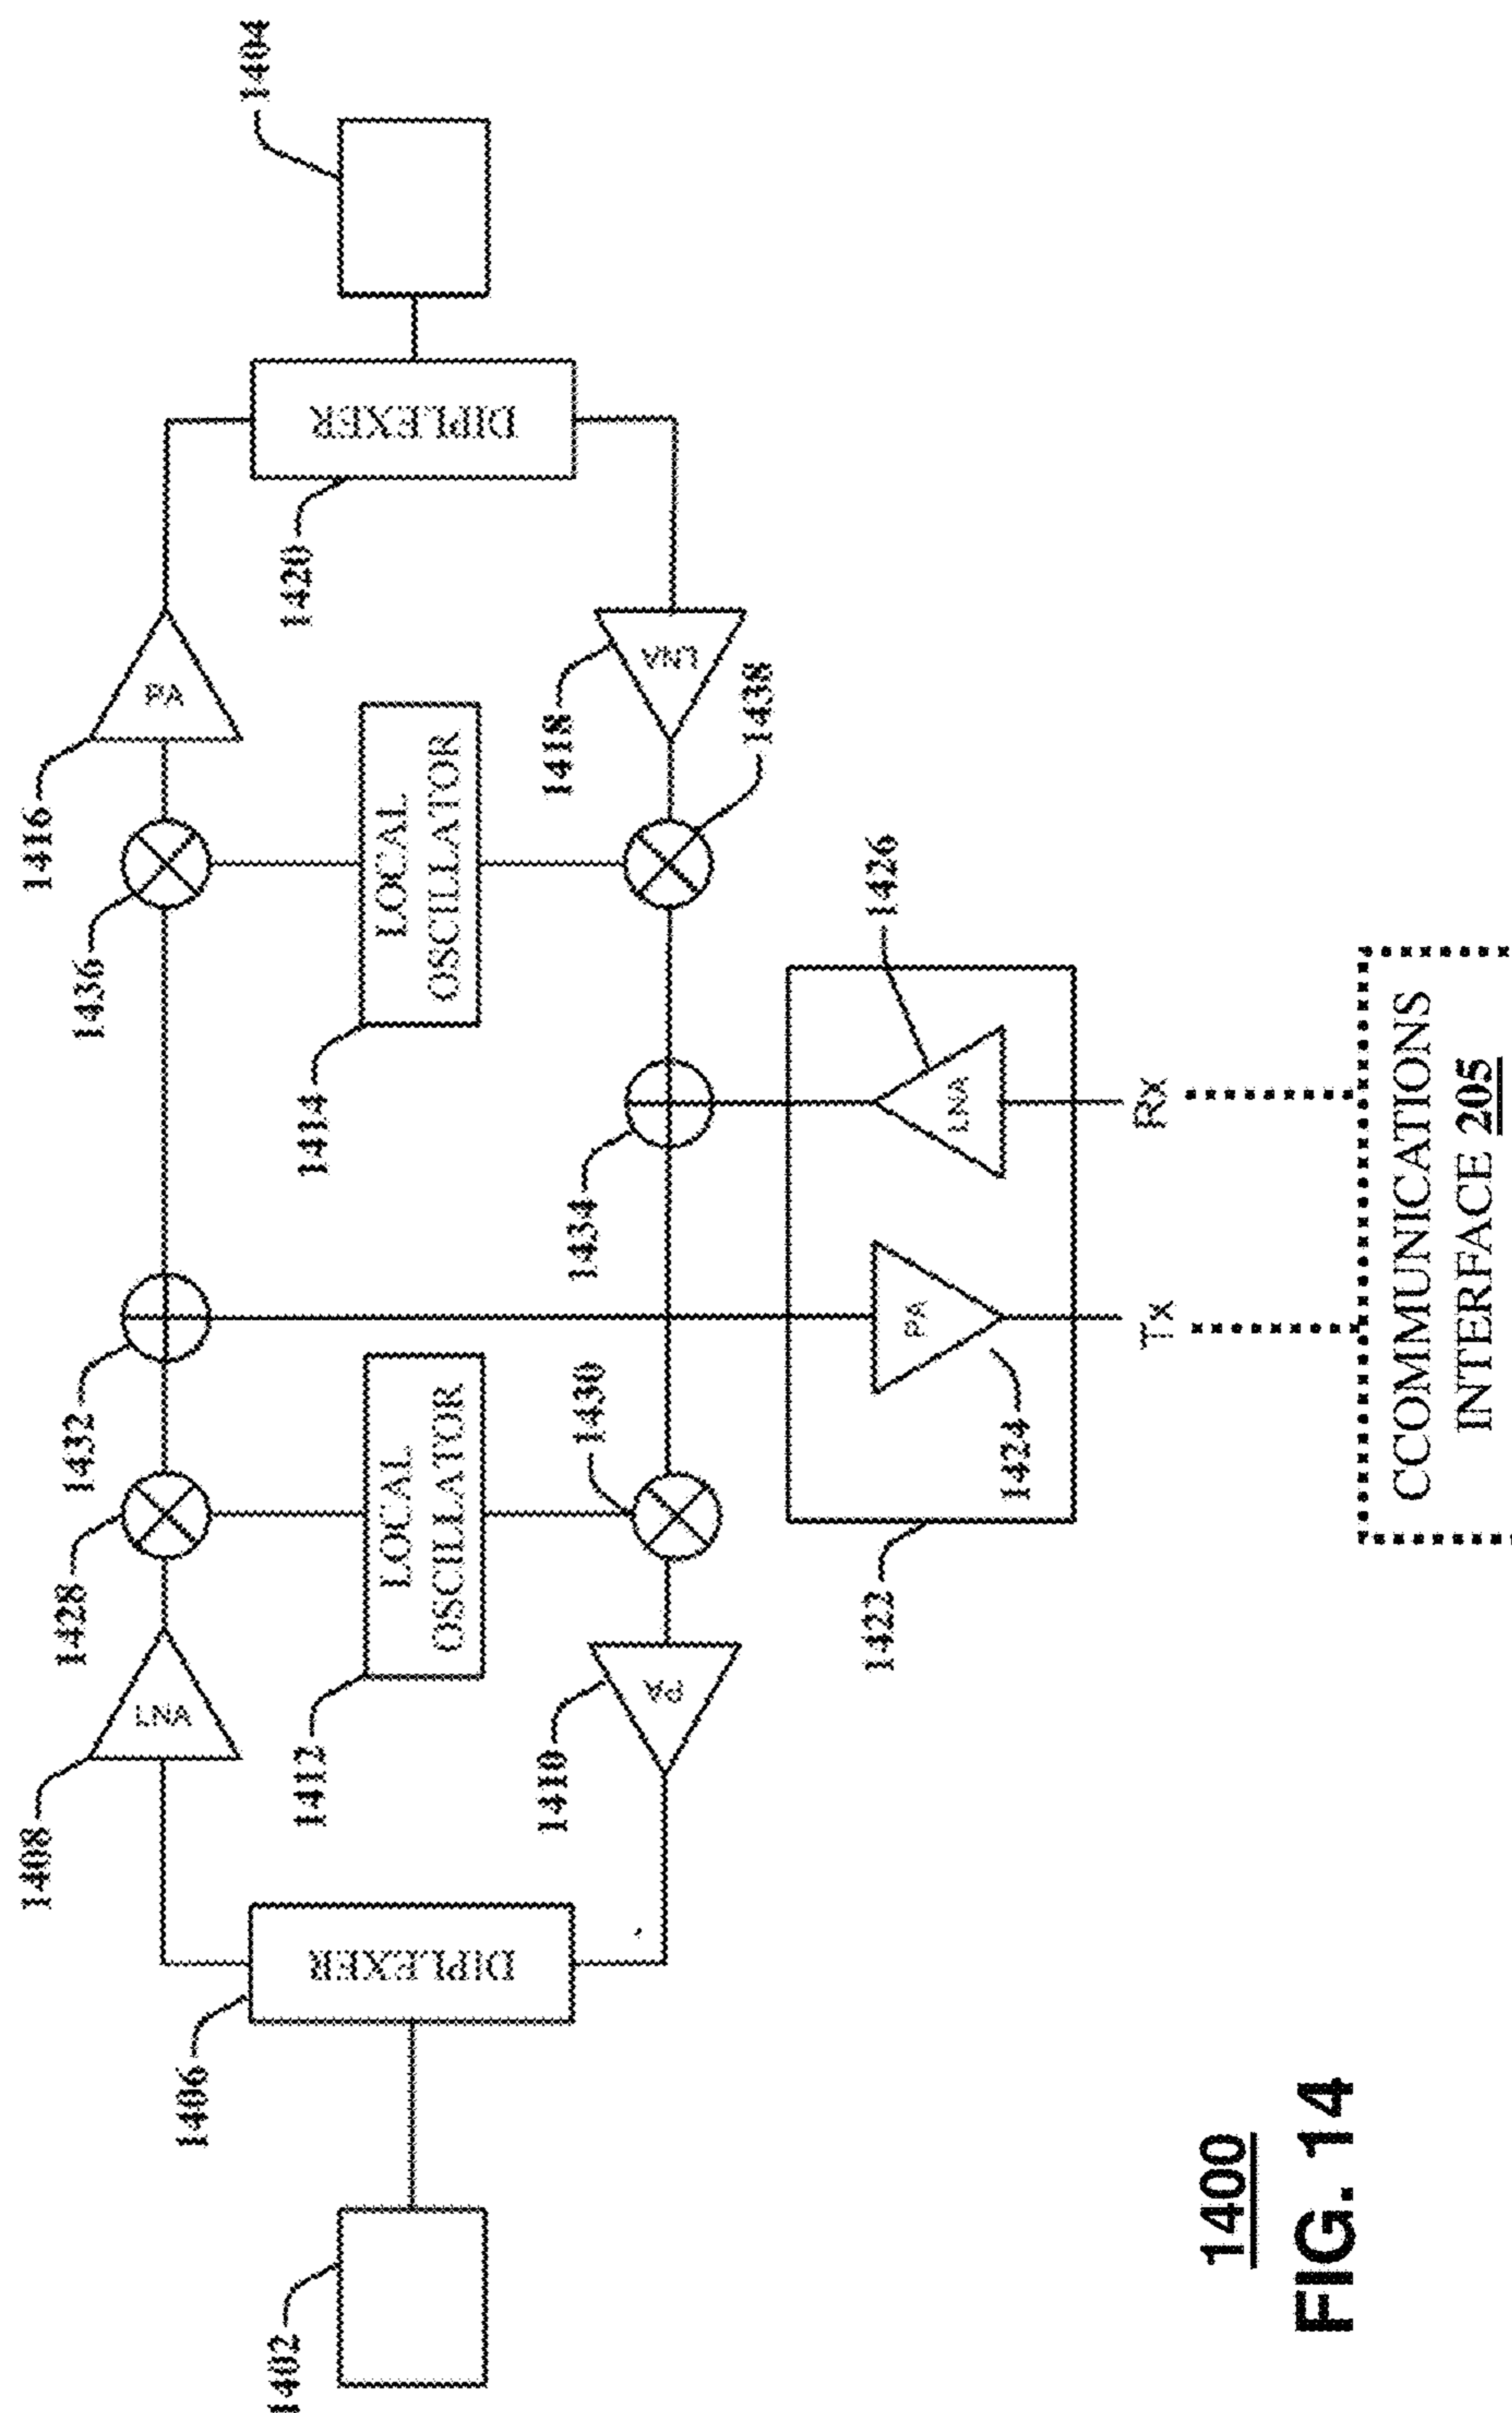 1408
1428
1432
1436
1416
LNA
PA
1402
1406
1412
1414
1420
1404
DIPLEXER
LOCAL
OSCILLATOR
LOCAL
OSCILLATOR
DIPLEXER
1410
1430
1434
1418
1438
PA
LNA
1422
1424
PA
LNA
1426
Tx
Rx
CCOMMUNICATIONS
INTERFACE 205
1400
FIG. 14